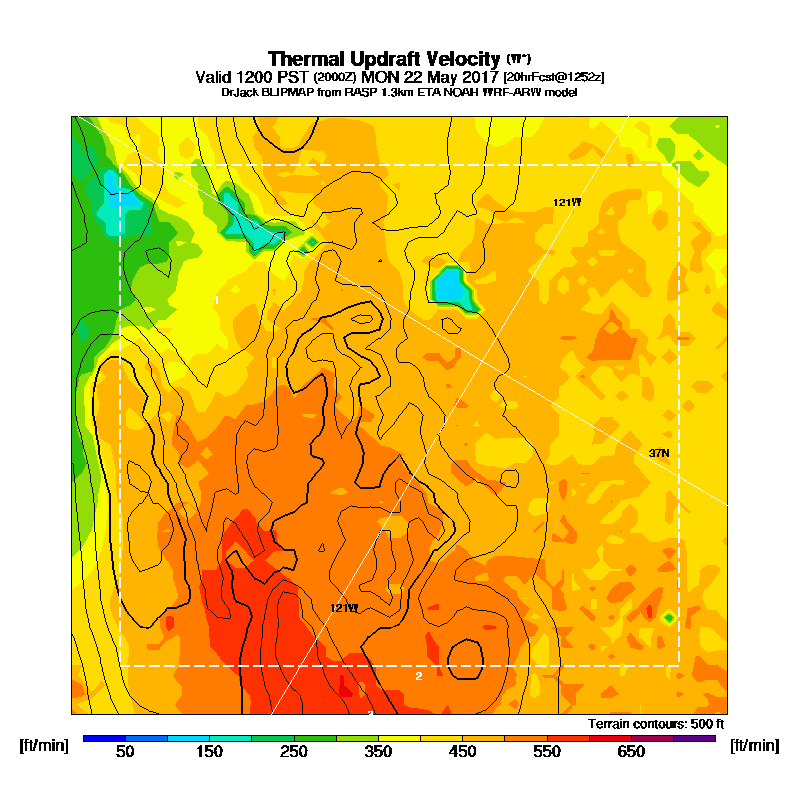 Thermal Updraft Velocity (W*)
Valid 1200 PST (2000Z) MON 22 May 2017 [20hrFcst@1252z]
DrJack BLIPMAP from RASP 1.3km ETA NOAH WRF-ARW model
121W
1
37N
121W
2
Terrain contours: 500 ft
[ft/min] 50 150 250 350 450 550 650 [ft/min]